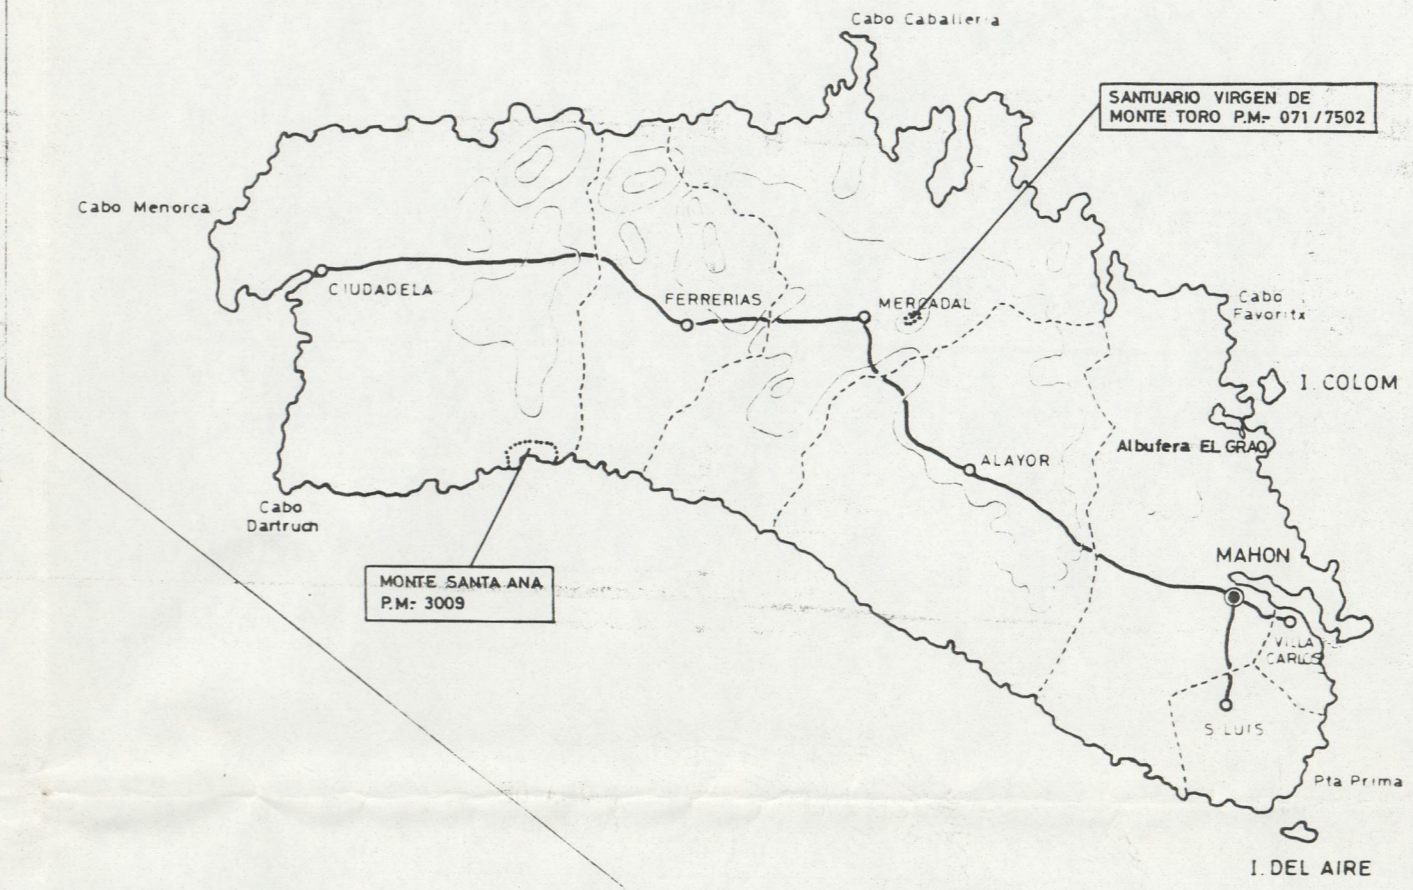 Cabo Caballeria
SANTUARIO VIRGEN DE
MONTE TORO P.M:- 071/7502
Cabo Menorca
CIUDADELA
FERRERIAS
MERCADAL
Cabo
Favoritx
I. COLOM
Albufera EL GRAO
ALAYOR
Cabo
Dartruch
MONTE SANTA ANA
P.M:- 3009
MAHON
VILLA
CARLOS
S. LUIS
Pta Prima
I. DEL AIRE